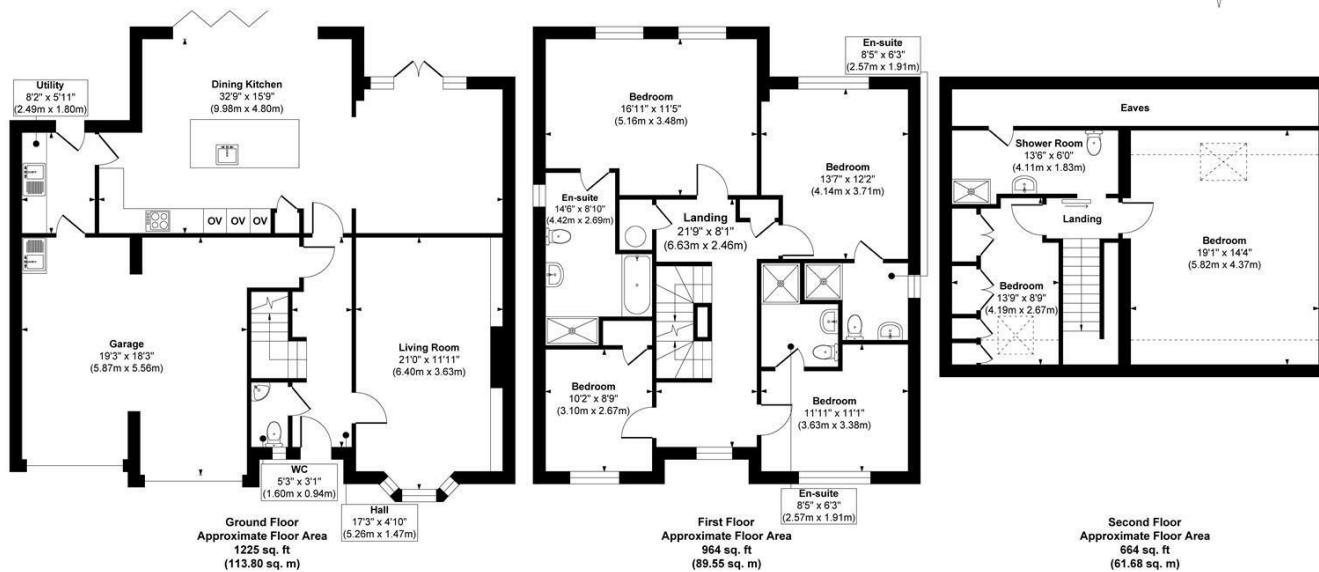 Utility
8'2" x 5'11"
(2.49m x 1.80m)
Dining Kitchen
32'9" x 15'9"
(9.98m x 4.80m)
OV OV OV
Garage
19'3" x 18'3"
(5.87m x 5.56m)
Living Room
21'0" x 11'11"
(6.40m x 3.63m)
WC
5'3" x 3'1"
(1.60m x 0.94m)
Hall
17'3" x 4'10"
(5.26m x 1.47m)
Ground Floor
Approximate Floor Area
1225 sq. ft
(113.80 sq. m)
En-suite
8'5" x 6'3"
(2.57m x 1.91m)
Bedroom
16'11" x 11'5"
(5.16m x 3.48m)
Bedroom
13'7" x 12'2"
(4.14m x 3.71m)
En-suite
14'6" x 8'10"
(4.42m x 2.69m)
Landing
21'9" x 8'1"
(6.63m x 2.46m)
Bedroom
10'2" x 8'9"
(3.10m x 2.67m)
Bedroom
11'11" x 11'1"
(3.63m x 3.38m)
En-suite
8'5" x 6'3"
(2.57m x 1.91m)
First Floor
Approximate Floor Area
964 sq. ft
(89.55 sq. m)
Eaves
Shower Room
13'6" x 6'0"
(4.11m x 1.83m)
Landing
Bedroom
19'1" x 14'4"
(5.82m x 4.37m)
Bedroom
13'9" x 8'9"
(4.19m x 2.67m)
Second Floor
Approximate Floor Area
664 sq. ft
(61.68 sq. m)